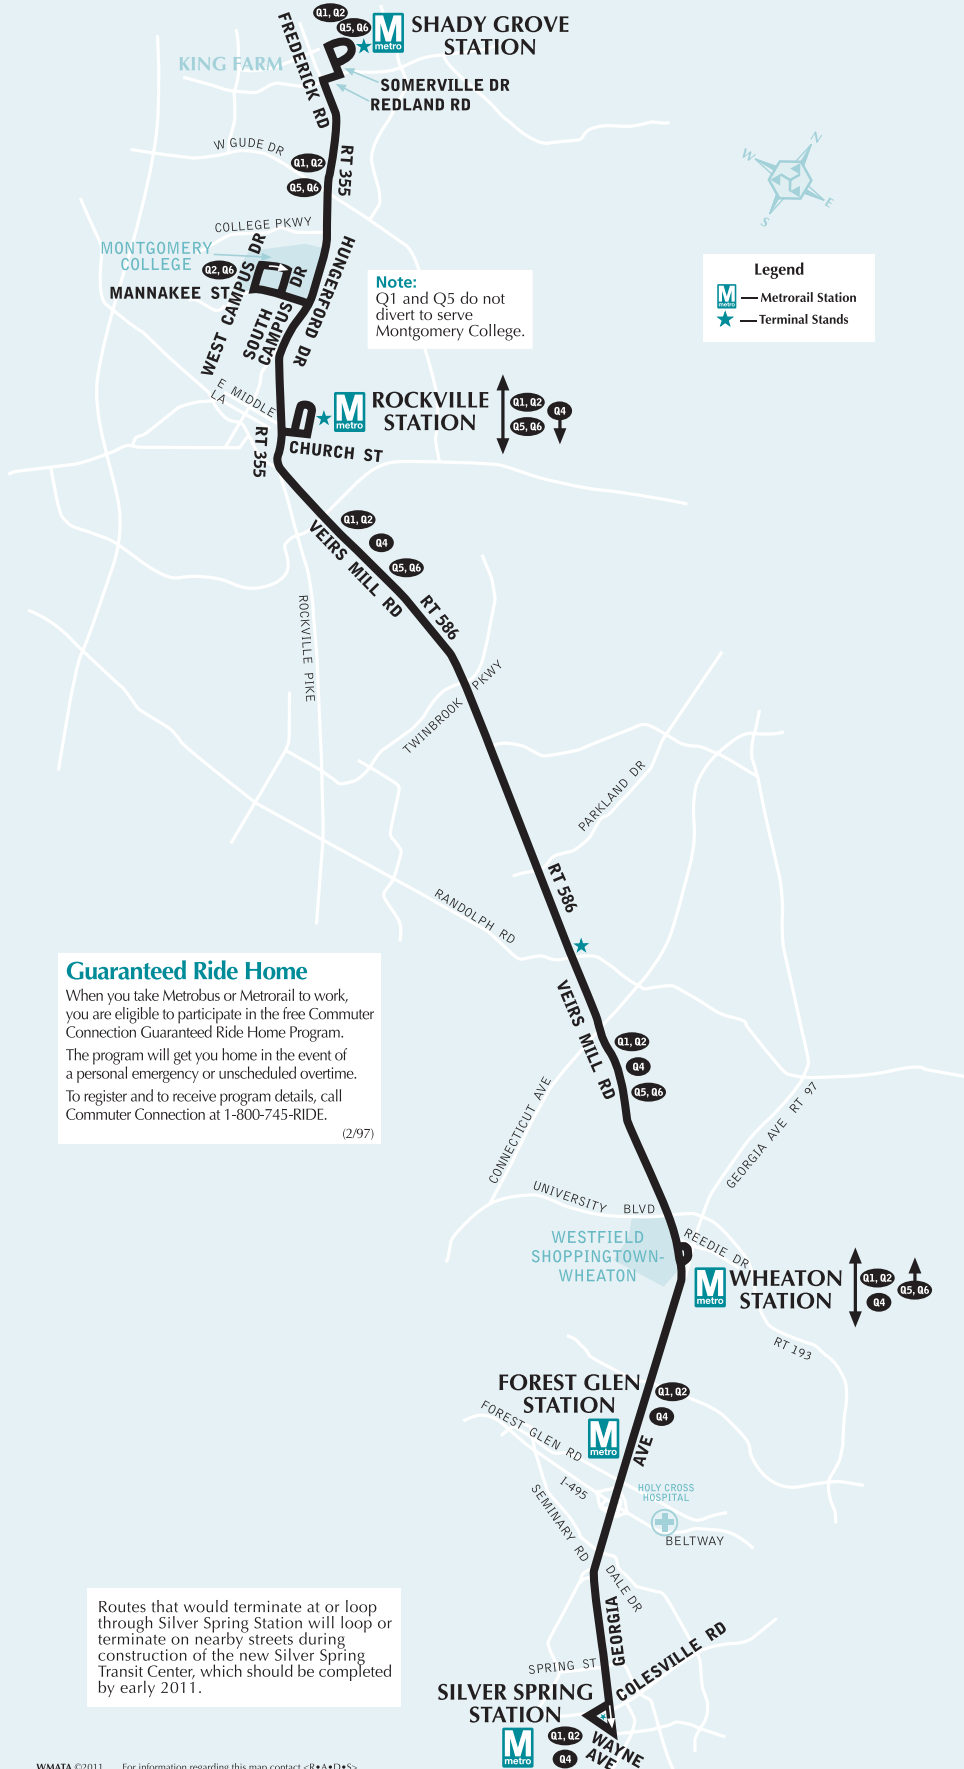 Q1, Q2
Q5, Q6
M
metro
SHADY GROVE
STATION
KING FARM
FREDERICK RD
SOMERVILLE DR
REDLAND RD
W GUDE DR
Q1, Q2
Q5, Q6
RT 355
N
W
E
S
COLLEGE PKWY
MONTGOMERY
COLLEGE
Q2, Q6
MANNAKEE ST
WEST CAMPUS DR
SOUTH
CAMPUS DR
HUNGERFORD DR
Note:
Q1 and Q5 do not
divert to serve
Montgomery College.
Legend
M
metro
Metrorail Station
Terminal Stands
E MIDDLE
LA
M
metro
ROCKVILLE
STATION
Q1, Q2
Q5, Q6
Q4
RT 355
CHURCH ST
Q1, Q2
Q4
Q5, Q6
VEIRS MILL RD
RT 586
ROCKVILLE PIKE
TWINBROOK PKWY
PARKLAND DR
RT 586
RANDOLPH RD
Guaranteed Ride Home
When you take Metrobus or Metrorail to work,
you are eligible to participate in the free Commuter
Connection Guaranteed Ride Home Program.
The program will get you home in the event of
a personal emergency or unscheduled overtime.
To register and to receive program details, call
Commuter Connection at 1-800-745-RIDE.
(2/97)
VEIRS MILL RD
Q1, Q2
Q4
Q5, Q6
CONNECTICUT AVE
GEORGIA AVE RT 97
UNIVERSITY BLVD
WESTFIELD
SHOPPINGTOWN-
WHEATON
REEDIE DR
M
metro
WHEATON
STATION
Q1, Q2
Q4
Q5, Q6
RT 193
FOREST GLEN
STATION
M
metro
Q1, Q2
Q4
FOREST GLEN RD
AVE
I-495
HOLY CROSS
HOSPITAL
BELTWAY
SEMINARY RD
DALE DR
GEORGIA
Routes that would terminate at or loop
through Silver Spring Station will loop or
terminate on nearby streets during
construction of the new Silver Spring
Transit Center, which should be completed
by early 2011.
SPRING ST
COLESVILLE RD
SILVER SPRING
STATION
M
metro
Q1, Q2
Q4
WAYNE
AVE
WMATA ©2011 For information regarding this map contact <R•A•D•S>